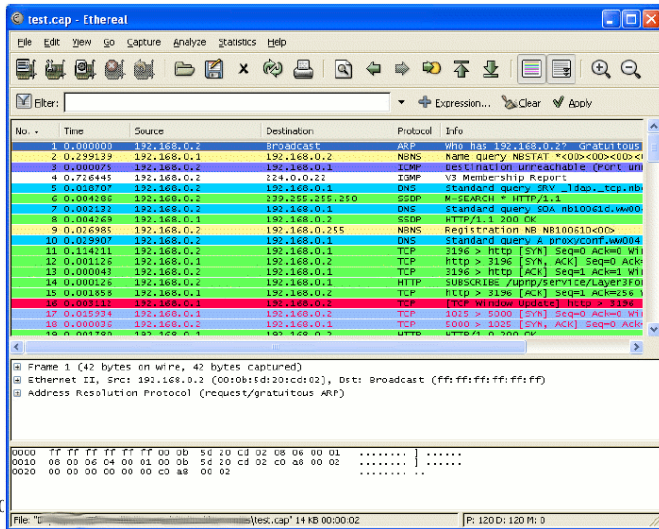 test.cap - Ethereal
File Edit View Go Capture Analyze Statistics Help
Filter: Expression... Clear Apply
No. Time Source Destination Protocol Info
1 0.000000 192.168.0.2 Broadcast ARP Who has 192.168.0.2? Gratuitous
2 0.299139 192.168.0.1 192.168.0.2 NBNS Name query NBSTAT *<00><00><00><
3 0.000075 192.168.0.2 192.168.0.1 ICMP Destination unreachable (Port un
4 0.726445 192.168.0.2 224.0.0.22 IGMP V3 Membership Report
5 0.018707 192.168.0.2 192.168.0.1 DNS Standard query SRV _ldap._tcp.nb
6 0.004286 192.168.0.2 239.255.255.250 SSDP M-SEARCH * HTTP/1.1
7 0.002132 192.168.0.2 192.168.0.1 DNS Standard query SOA nb10061d.ww00
8 0.004269 192.168.0.1 192.168.0.2 SSDP HTTP/1.1 200 OK
9 0.026985 192.168.0.2 192.168.0.255 NBNS Registration NB NB10061D<00>
10 0.029907 192.168.0.2 192.168.0.1 DNS Standard query A proxyconf.ww004
11 0.114211 192.168.0.2 192.168.0.1 TCP 3196 > http [SYN] Seq=0 Ack=0 Wi
12 0.000126 192.168.0.1 192.168.0.2 TCP http > 3196 [SYN, ACK] Seq=0 Ack
13 0.000043 192.168.0.2 192.168.0.1 TCP 3196 > http [ACK] Seq=1 Ack=1 Wi
14 0.000126 192.168.0.2 192.168.0.1 HTTP SUBSCRIBE /upnp/service/Layer3For
15 0.001858 192.168.0.1 192.168.0.2 TCP http > 3196 [ACK] Seq=1 Ack=256
16 0.003112 192.168.0.1 192.168.0.2 TCP [TCP Window Update] http > 3196
17 0.015934 192.168.0.1 192.168.0.2 TCP 1025 > 5000 [SYN] Seq=0 Ack=0 Wi
18 0.000036 192.168.0.2 192.168.0.1 TCP 5000 > 1025 [SYN, ACK] Seq=0 Ack
19 0.001780 192.168.0.1 192.168.0.2 HTTP HTTP/1.0 200 OK
Frame 1 (42 bytes on wire, 42 bytes captured)
Ethernet II, Src: 192.168.0.2 (00:0b:5d:20:cd:02), Dst: Broadcast (ff:ff:ff:ff:ff:ff)
Address Resolution Protocol (request/gratuitous ARP)
0000 ff ff ff ff ff ff 00 0b 5d 20 cd 02 08 06 00 01 ........ ] ......
0010 08 00 06 04 00 01 00 0b 5d 20 cd 02 c0 a8 00 02 ........ ] ......
0020 00 00 00 00 00 00 c0 a8 00 02 ........ ..
File: "D \test.cap" 14 KB 00:00:02 P: 120 D: 120 M: 0